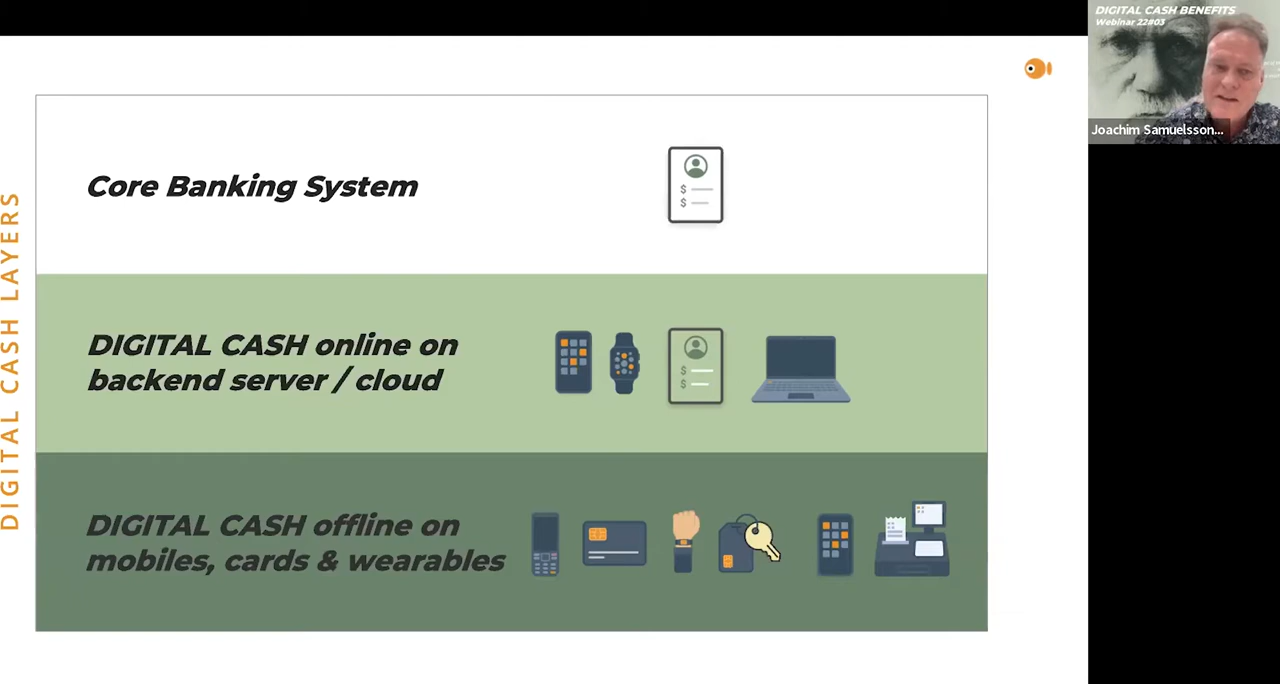 DIGITAL CASH LAYERS
Core Banking System
DIGITAL CASH online on
backend server / cloud
DIGITAL CASH offline on
mobiles, cards & wearables
$
$
$
$
DIGITAL CASH BENEFITS
Webinar 22#03
Joachim Samuelsson...